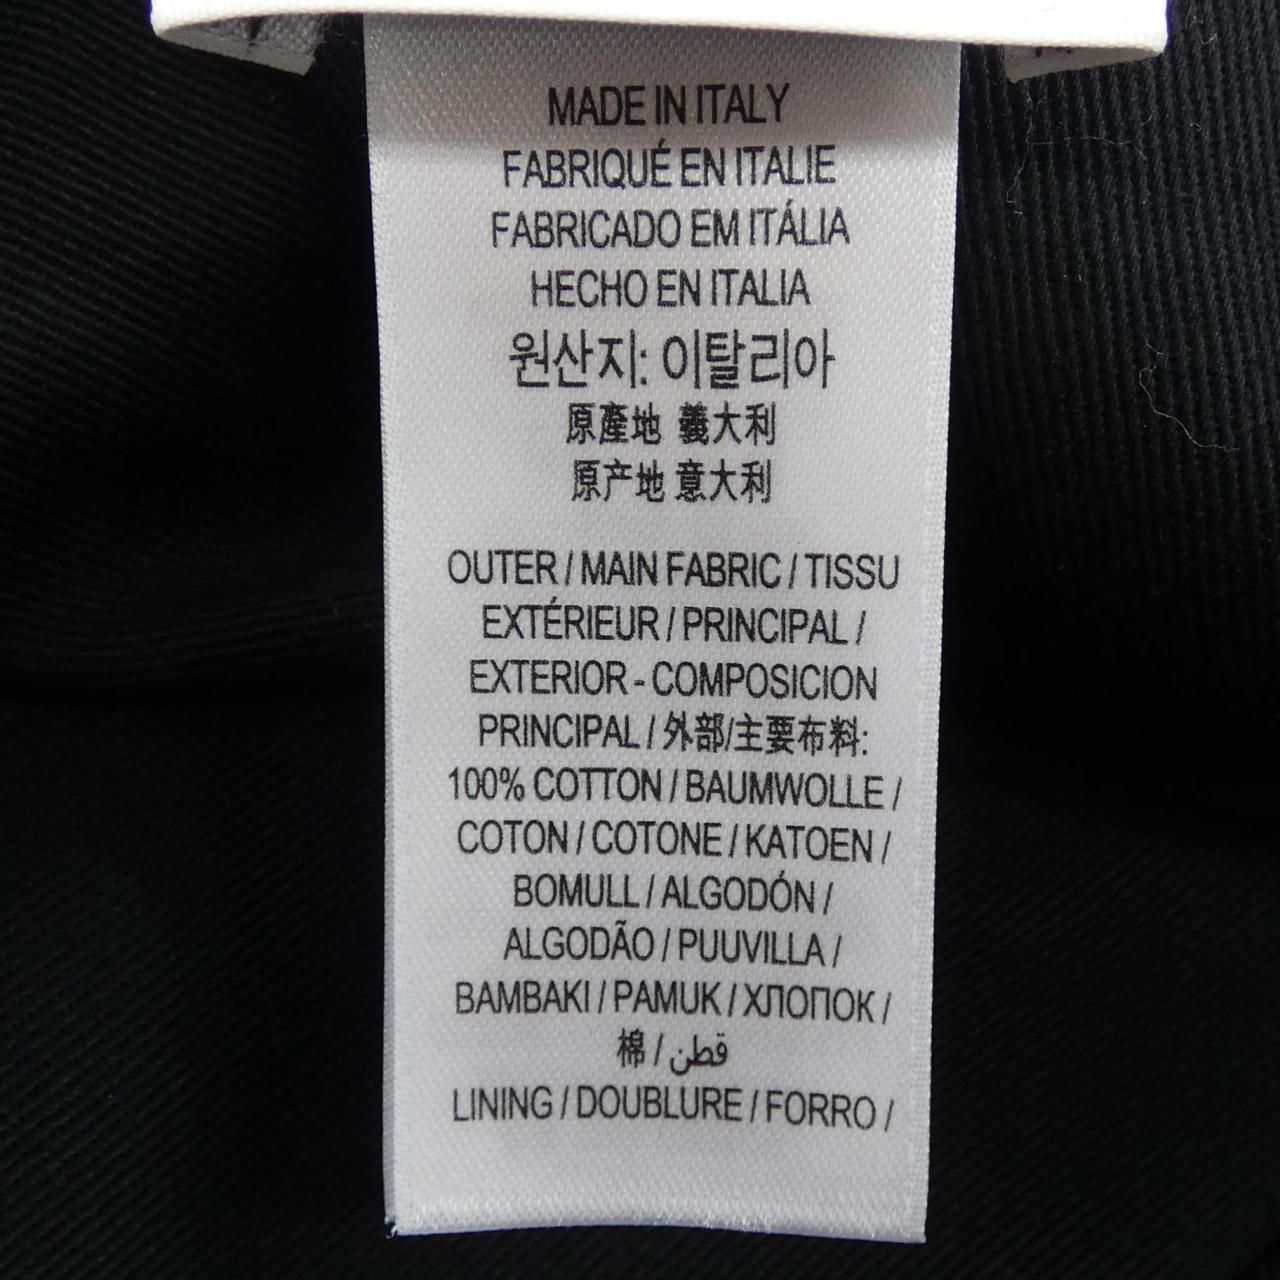 MADE IN ITALY
FABRIQUÉ EN ITALIE
FABRICADO EM ITÁLIA
HECHO EN ITALIA
원산지: 이탈리아
原產地 義大利
原产地 意大利
OUTER / MAIN FABRIC / TISSU
EXTÉRIEUR / PRINCIPAL /
EXTERIOR - COMPOSICION
PRINCIPAL / 外部/主要布料:
100% COTTON / BAUMWOLLE /
COTON / COTONE / KATOEN /
BOMULL / ALGODÓN /
ALGODÃO / PUUVILLA /
BAMBAKI / PAMUK / ХЛОПОК /
棉 / قطن
LINING / DOUBLURE / FORRO /